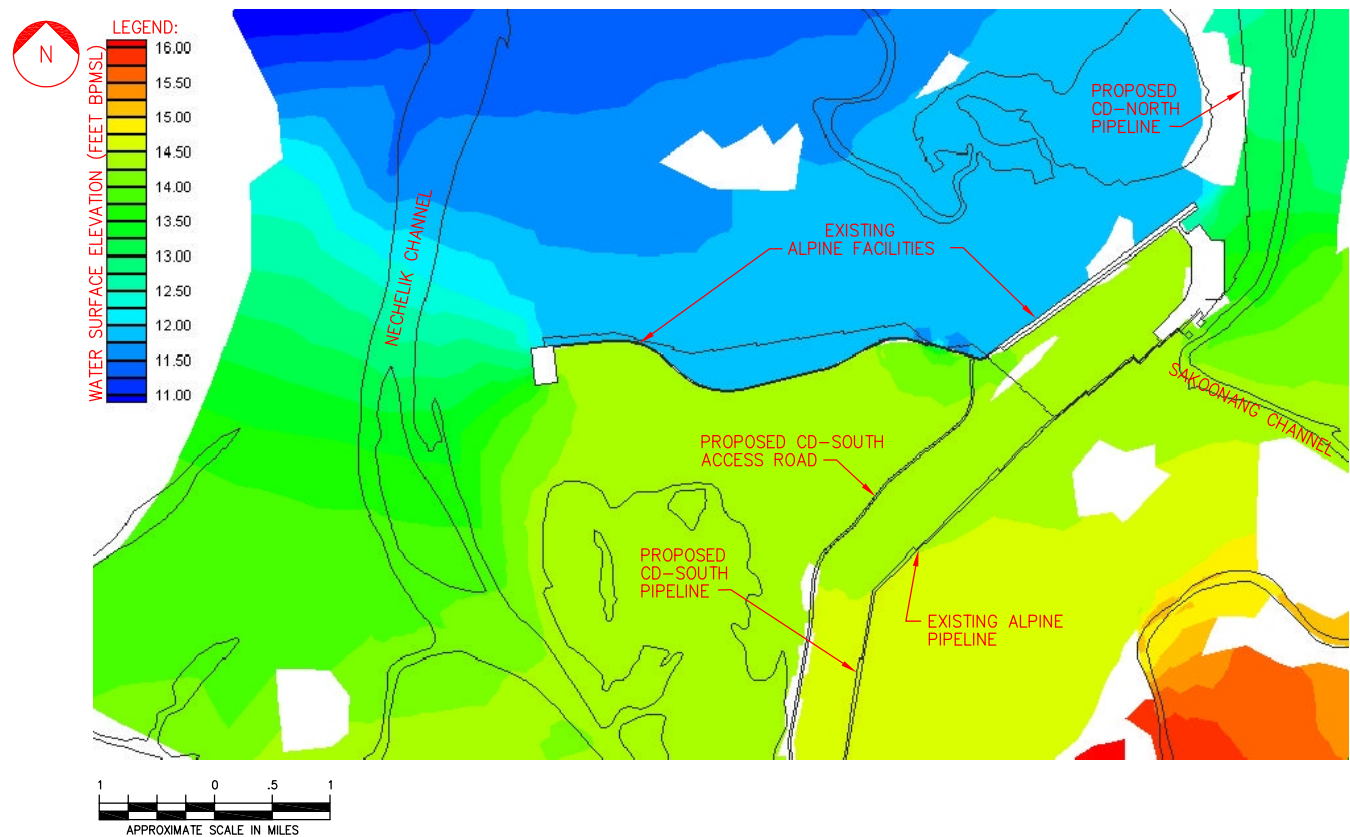 N
LEGEND:
WATER SURFACE ELEVATION (FEET BPMSL)
16.00
15.50
15.00
14.50
14.00
13.50
13.00
12.50
12.00
11.50
11.00
NECHELIK CHANNEL
EXISTING
ALPINE FACILITIES
PROPOSED
CD-NORTH
PIPELINE
SAKOONANG CHANNEL
PROPOSED CD-SOUTH
ACCESS ROAD
PROPOSED
CD-SOUTH
PIPELINE
EXISTING ALPINE
PIPELINE
1 0 .5 1
APPROXIMATE SCALE IN MILES